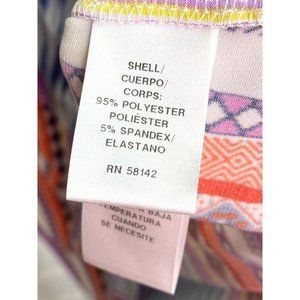 SHELL/
CUERPO/
CORPS:
95% POLYESTER
POLIÉSTER
5% SPANDEX/
ELASTANO
RN 58142
A BAJA
TEMPERATURA
CUANDO
SE NECESITE